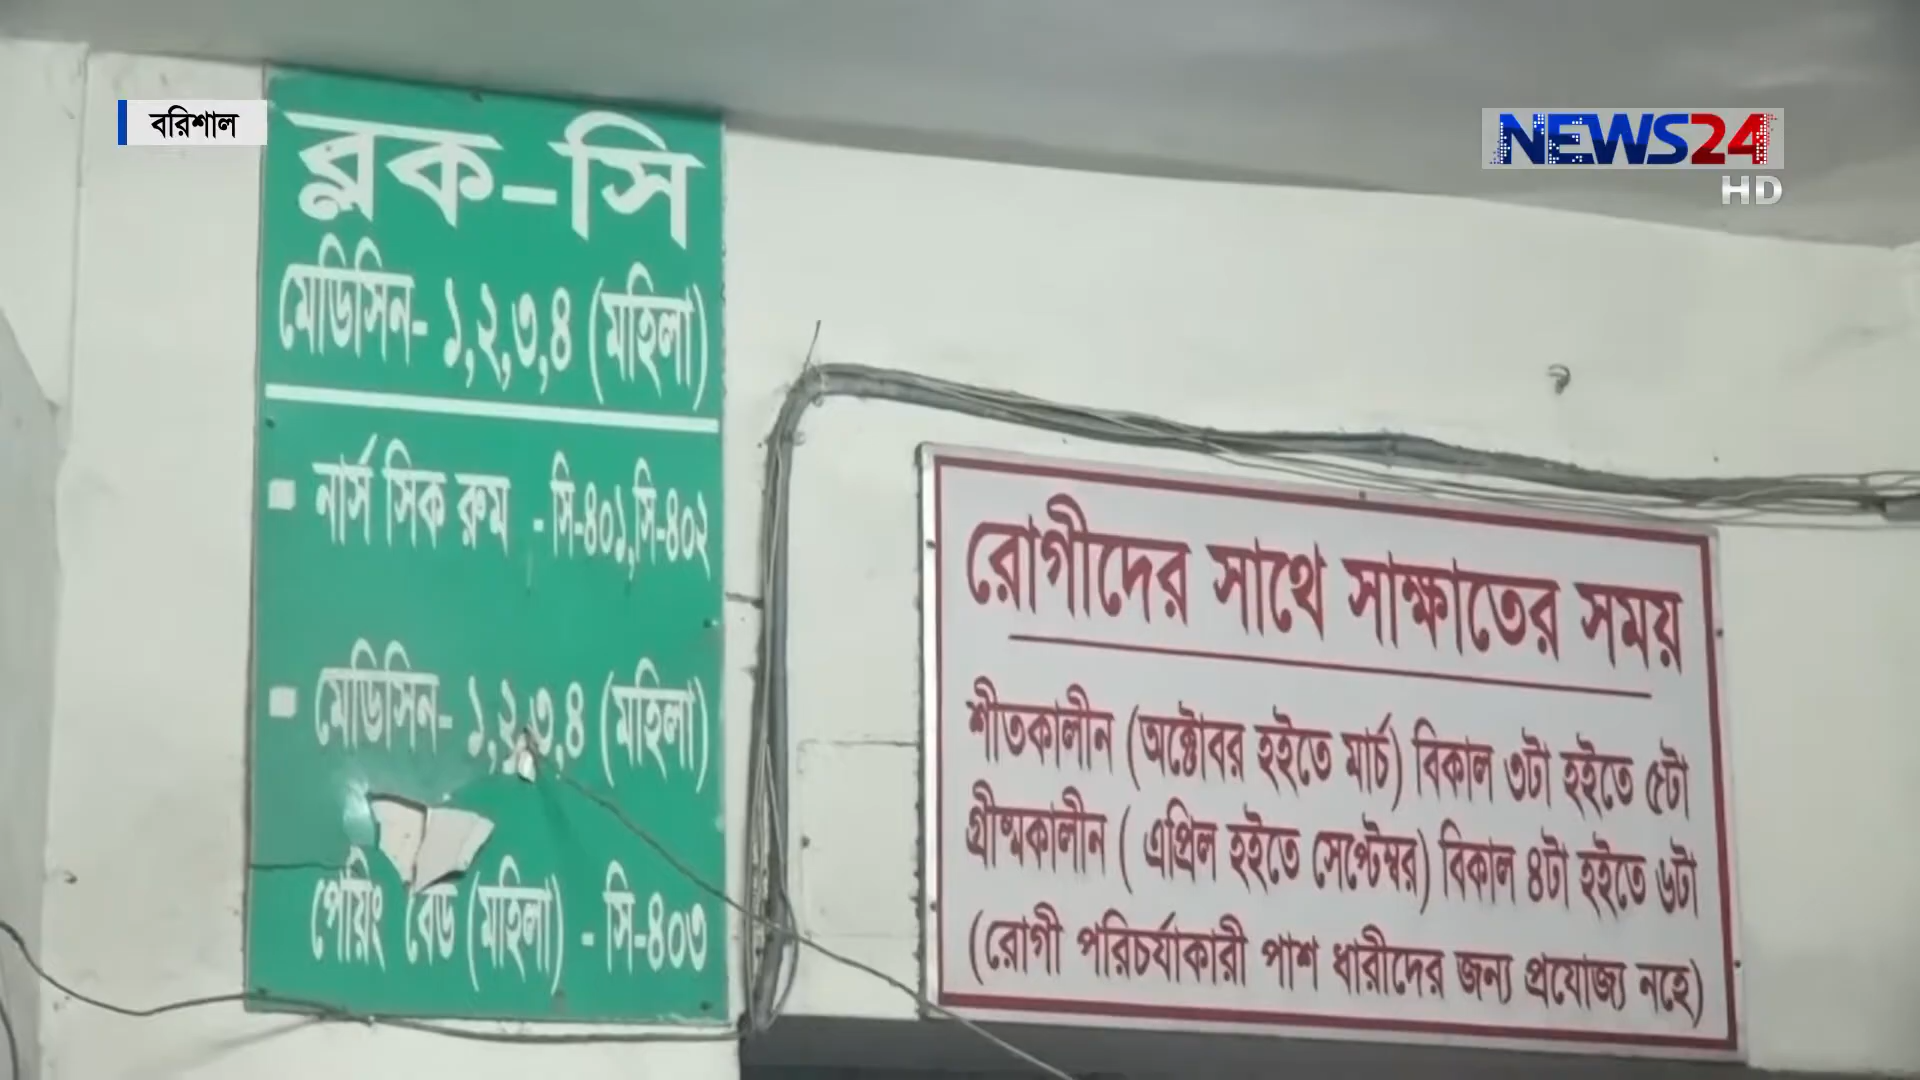 বরিশাল
NEWS24
HD
ব্লক-সি
মেডিসিন- ১,২,৩,৪ (মহিলা)
নার্স সিক রুম - সি-৪০১,সি-৪০২
মেডিসিন- ১,২,৩,৪ (মহিলা)
পেয়িং বেড (মহিলা) - সি-৪০৩
রোগীদের সাথে সাক্ষাতের সময়
শীতকালীন (অক্টোবর হইতে মার্চ) বিকাল ৩টা হইতে ৫টা
গ্রীষ্মকালীন ( এপ্রিল হইতে সেপ্টেম্বর) বিকাল ৪টা হইতে ৬টা
(রোগী পরিচর্যাকারী পাশ ধারীদের জন্য প্রযোজ্য নহে)